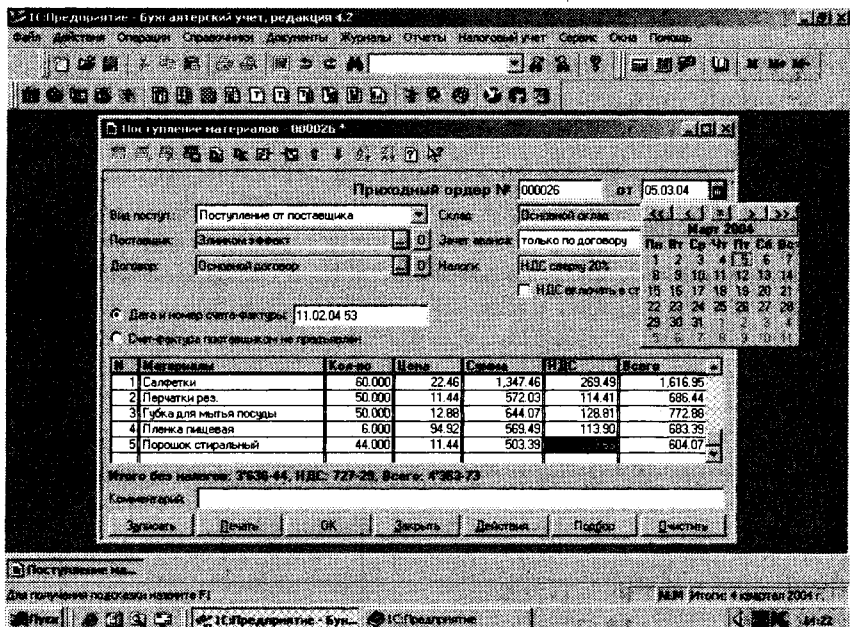 1С:Предприятие - Бухгалтерский учет, редакция 4.2
Файл Действия Операции Справочники Документы Журналы Отчеты Налоговый учет Сервис Окна Помощь
Поступление материалов - 000026 *
Приходный ордер № 000026 от 05.03.04
Вид поступ.: Поступление от поставщика Склад: Основной склад
Поставщик: Элинком эффект Зачет аванса: только по договору
Договор: Основной договор Налоги: НДС сверху 20%
НДС включать в ст
Март 2004
Пн Вт Ср Чт Пт Сб Вс
1 2 3 4 5 6 7
8 9 10 11 12 13 14
15 16 17 18 19 20 21
22 23 24 25 26 27 28
29 30 31 1 2 3 4
5 6 7 8 9 10 11
Дата и номер счета-фактуры: 11.02.04 53
Счет-фактура поставщиком не предъявлен
N Материалы Кол-во Цена Сумма НДС Всего
1 Салфетки 60.000 22.46 1,347.46 269.49 1,616.95
2 Перчатки рез. 50.000 11.44 572.03 114.41 686.44
3 Губка для мытья посуды 50.000 12.88 644.07 128.81 772.88
4 Пленка пищевая 6.000 94.92 569.49 113.90 683.39
5 Порошок стиральный 44.000 11.44 503.39 604.07
Итого без налогов: 3'636-44, НДС: 727-29, Всего: 4'363-73
Комментарий:
Записать Печать OK Закрыть Действия Подбор Очистить
Поступление ма...
Для получения подсказки нажмите F1 NUM Итоги: 4 квартал 2004 г.
Пуск 1С:Предприятие - Бух... 1С:Предприятие 14:22